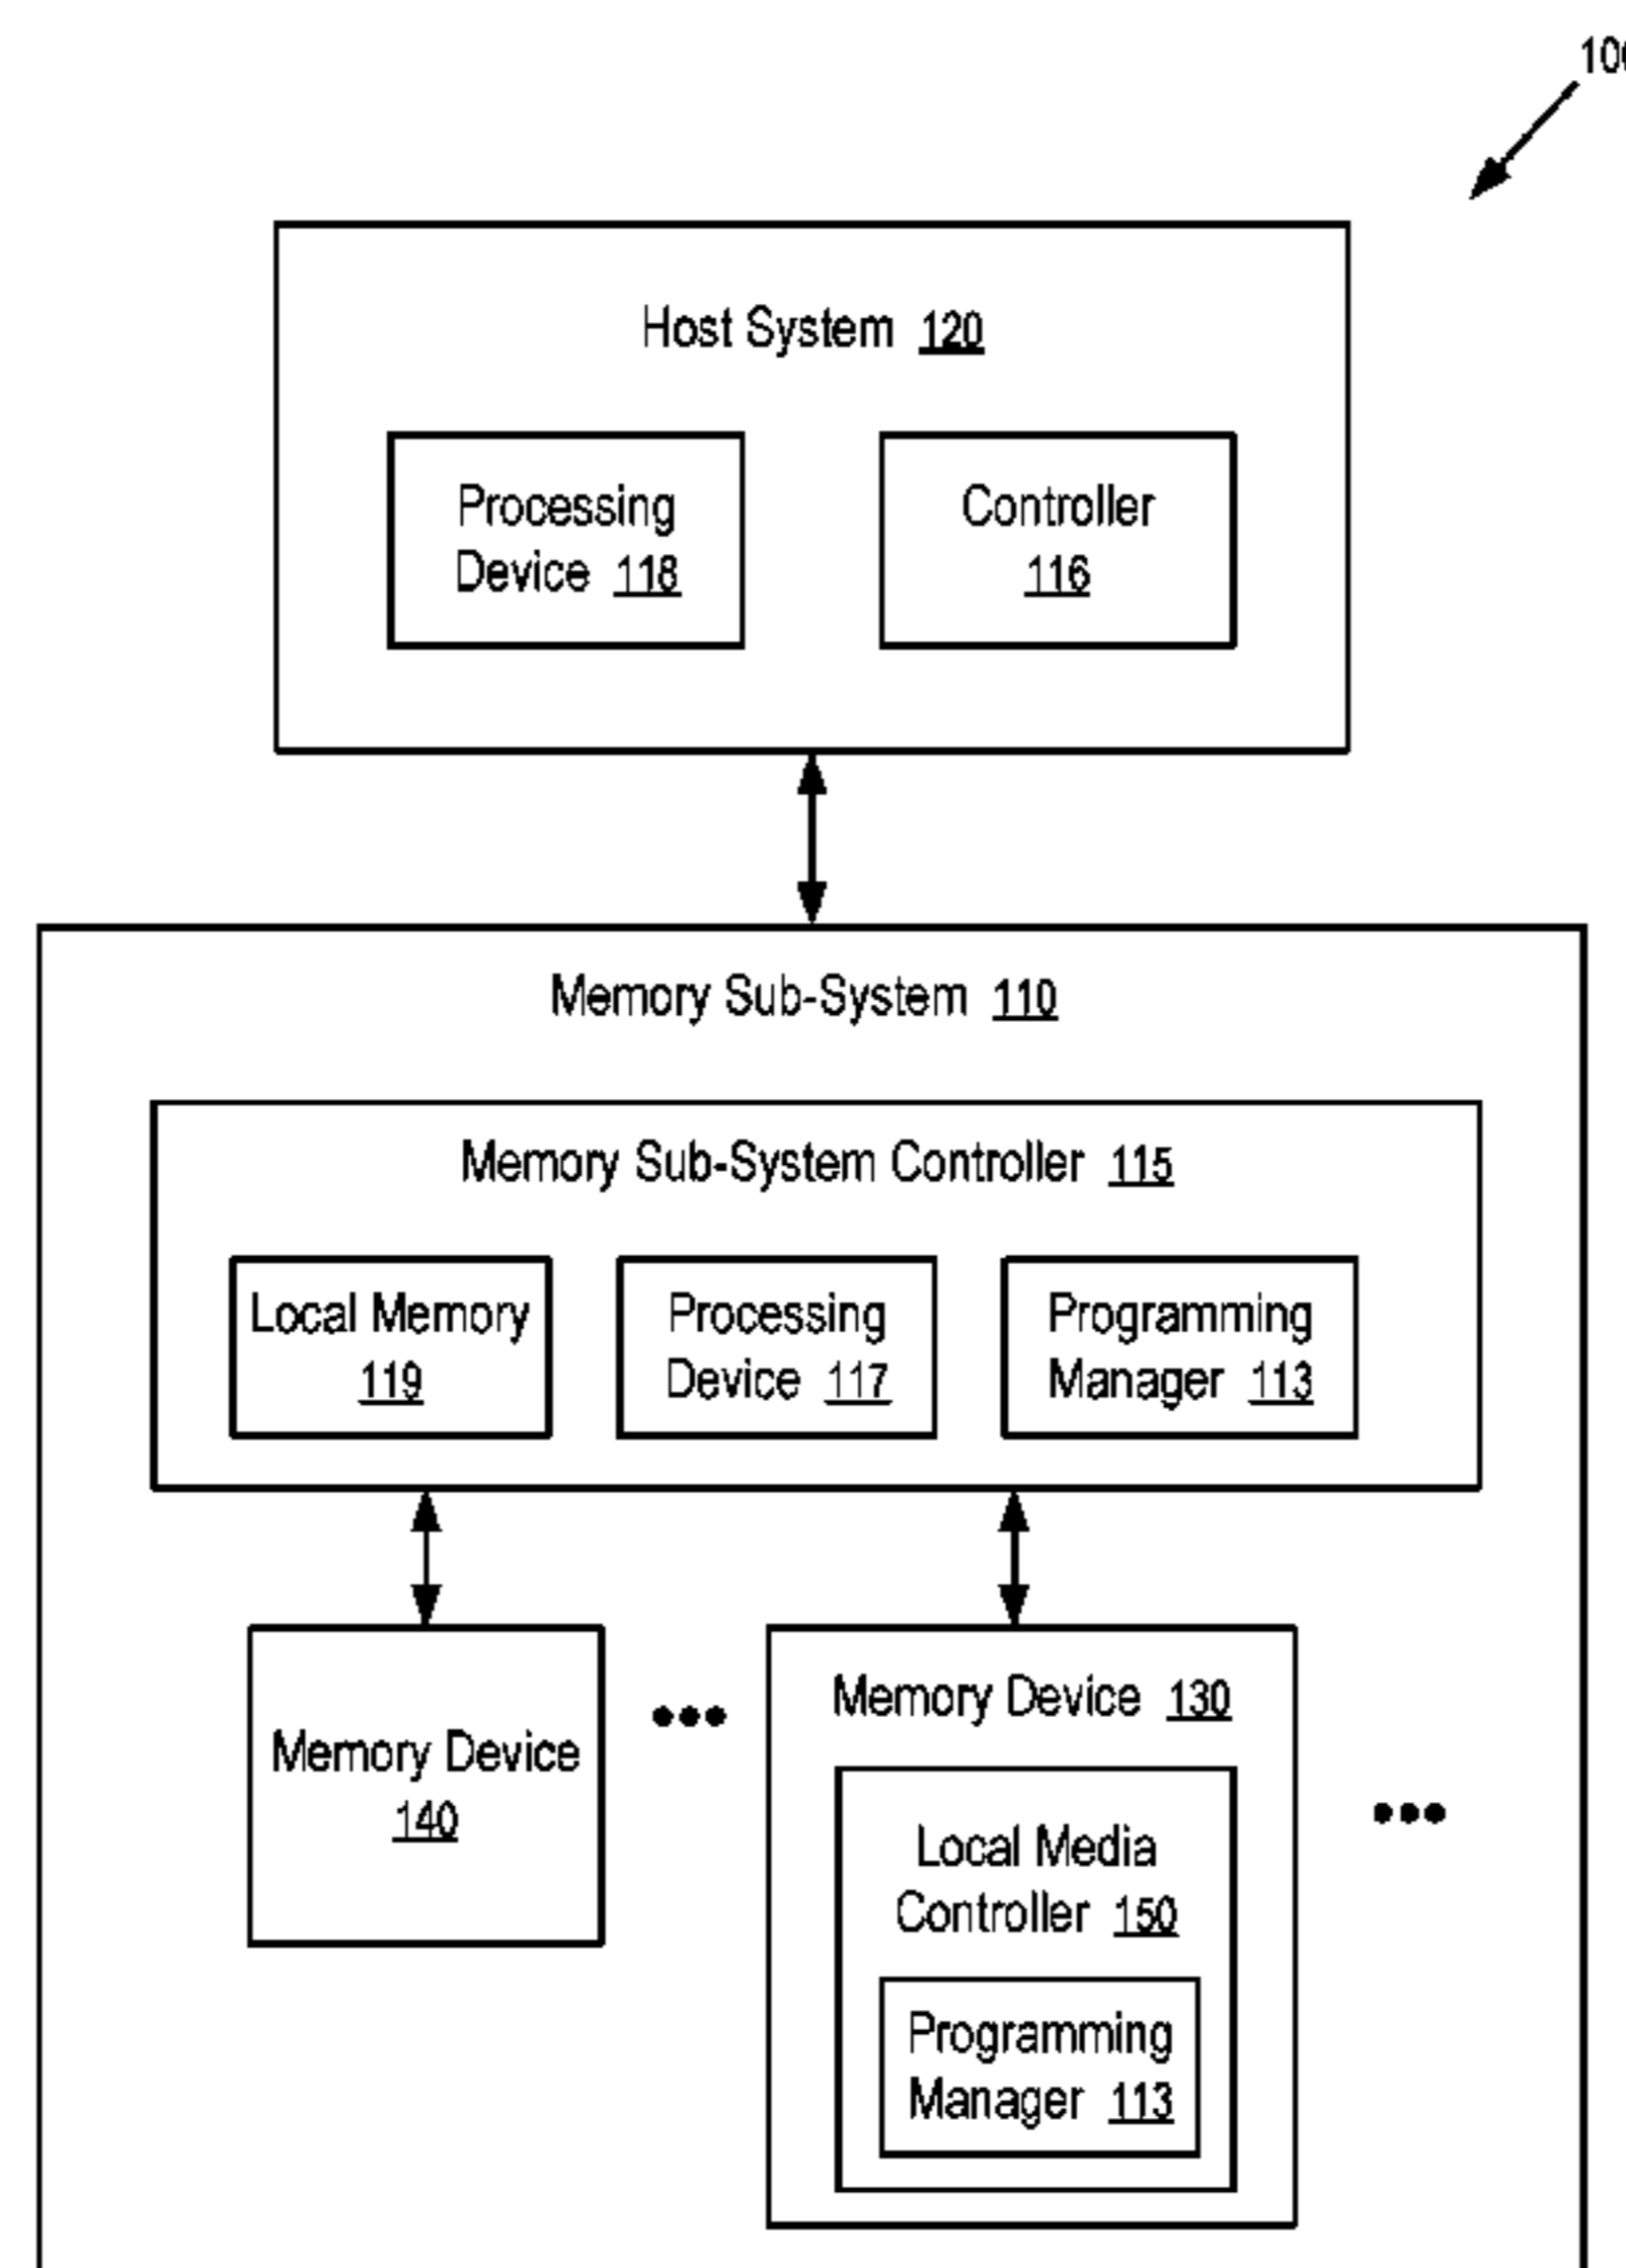 Host System 120
Processing
Device 118
Controller
116
Memory Sub-System 110
Memory Sub-System Controller 115
Local Memory
119
Processing
Device 117
Programming
Manager 113
Memory Device
140
•••
Memory Device 130
Local Media
Controller 150
Programming
Manager 113
•••